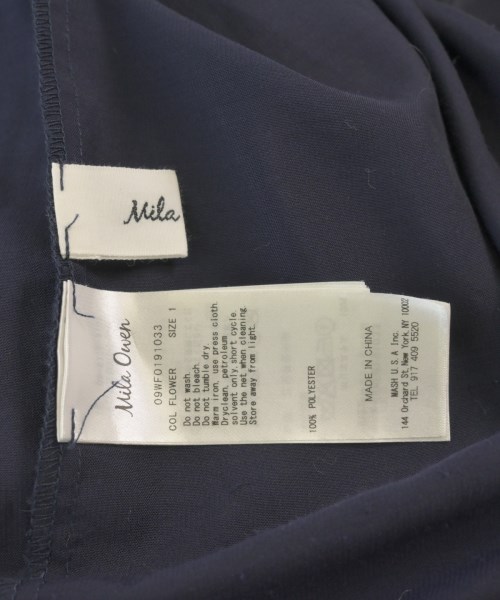 Mila
Mila Owen
09WFO191033
COL FLOWER SIZE 1
Do not wash.
Do not bleach.
Do not tumble dry.
Warm iron, use press cloth.
Dryclean, petroleum
solvent only, short cycle.
Use the net when cleaning.
Store away from light.
100% POLYESTER
MADE IN CHINA
WASH U.S.A Inc.
144 Orchard St, New York, NY 10002
TEL 917 409 5520